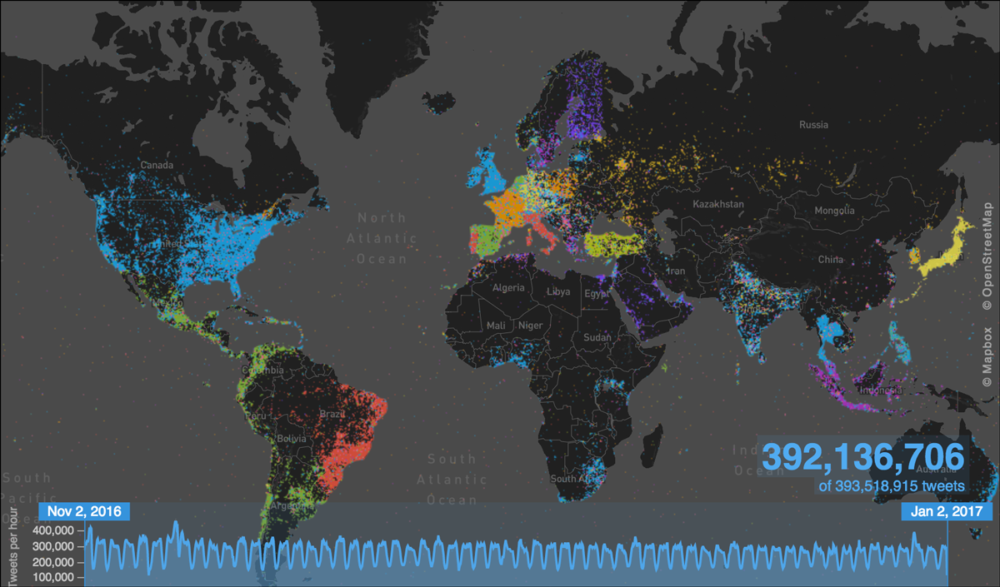 Canada
Russia
North
Atlantic
Ocean
Kazakhstan
Mongolia
China
Iran
Algeria
Libya
Egypt
Mali
Niger
Sudan
Colombia
Peru
Brazil
Bolivia
Indonesia
South
Atlantic
Ocean
South Africa
Argentina
South
Pacific
Ocean
Australia
392,136,706
of 393,518,915 tweets
Nov 2, 2016
Jan 2, 2017
Tweets per hour
400,000
300,000
200,000
100,000
© Mapbox © OpenStreetMap